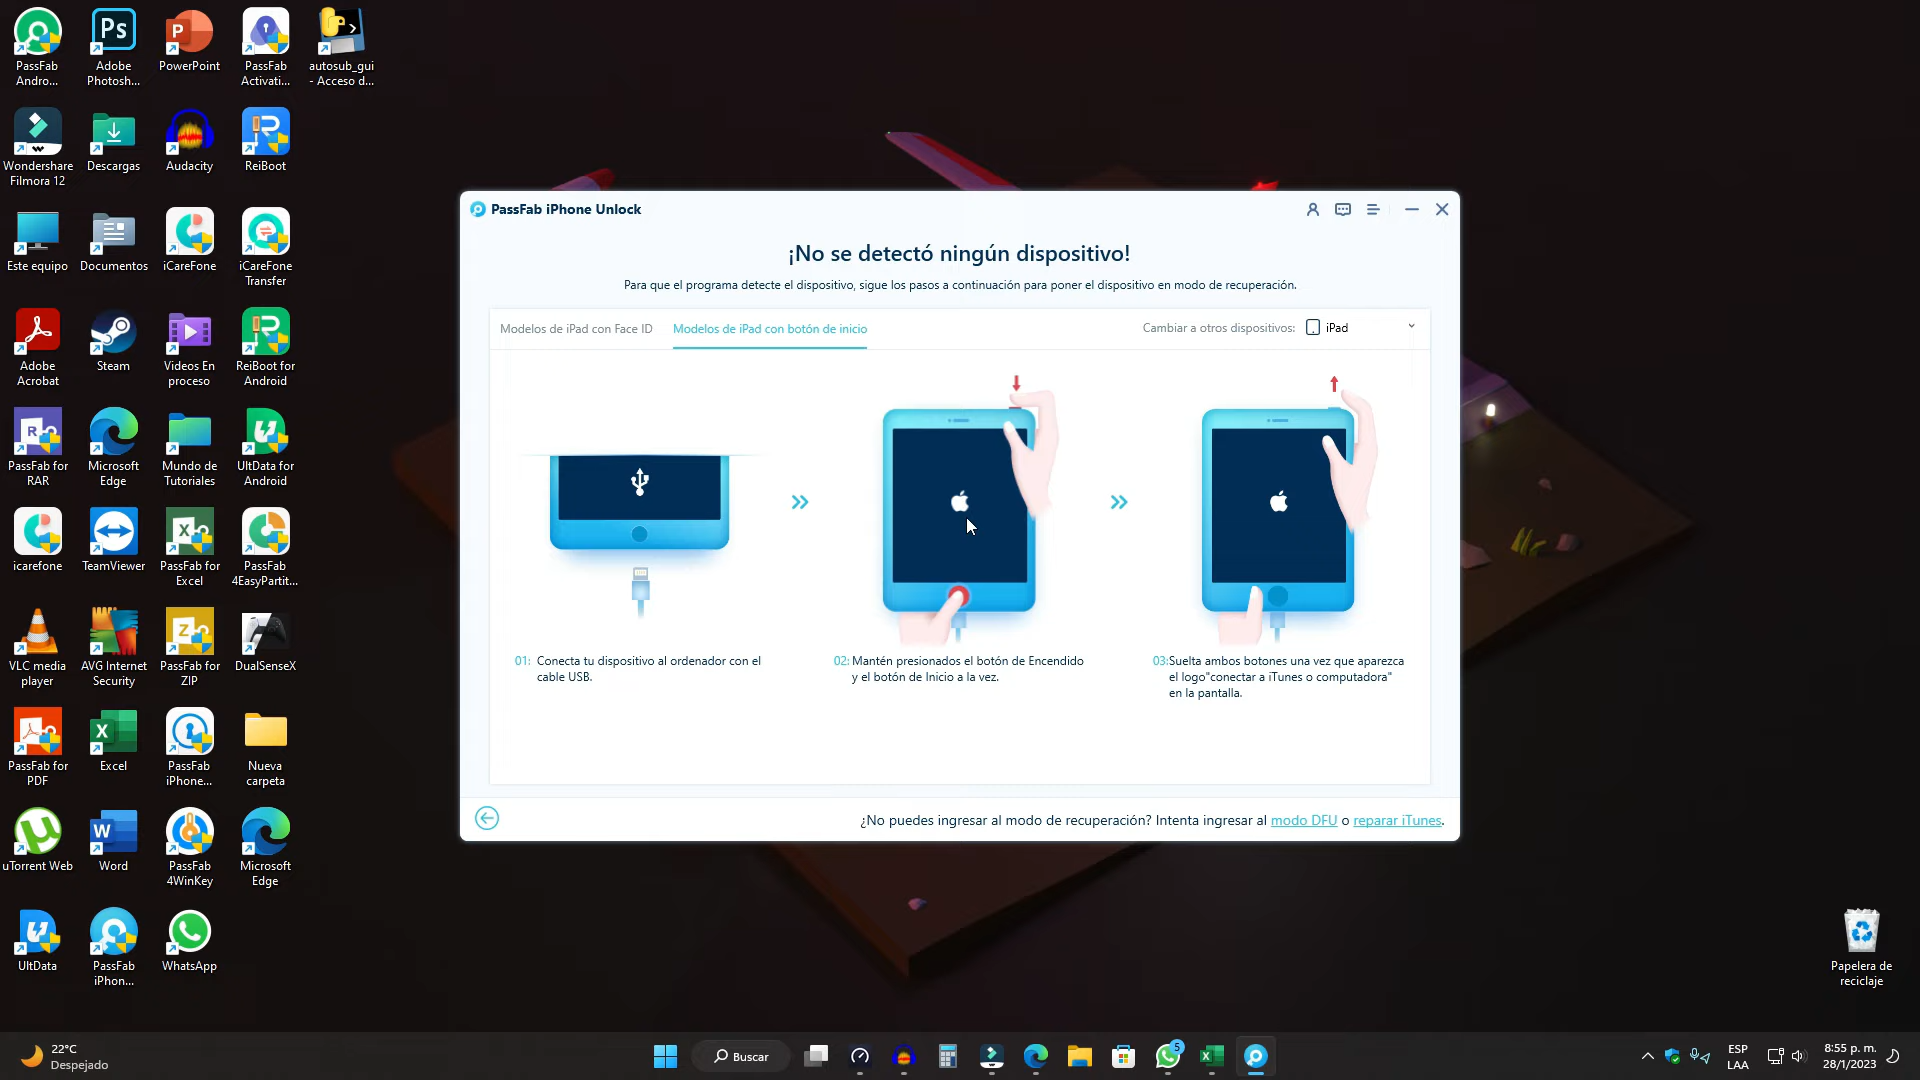 PassFab
Andro...
Adobe
Photosh...
PowerPoint
PassFab
Activati...
autosub_gui
- Acceso d...
Wondershare
Filmora 12
Descargas
Audacity
ReiBoot
Este equipo
Documentos
iCareFone
iCareFone
Transfer
Adobe
Acrobat
Steam
Videos En
proceso
ReiBoot for
Android
PassFab for
RAR
Microsoft
Edge
Mundo de
Tutoriales
UltData for
Android
icarefone
TeamViewer
PassFab for
Excel
PassFab
4EasyPartit...
VLC media
player
AVG Internet
Security
PassFab for
ZIP
DualSenseX
PassFab for
PDF
Excel
PassFab
iPhone...
Nueva
carpeta
uTorrent Web
Word
PassFab
4WinKey
Microsoft
Edge
UltData
PassFab
iPhon...
WhatsApp
PassFab iPhone Unlock
¡No se detectó ningún dispositivo!
Para que el programa detecte el dispositivo, sigue los pasos a continuación para poner el dispositivo en modo de recuperación.
Modelos de iPad con Face ID
Modelos de iPad con botón de inicio
Cambiar a otros dispositivos:
iPad
01: Conecta tu dispositivo al ordenador con el
cable USB.
02: Mantén presionados el botón de Encendido
y el botón de Inicio a la vez.
03:Suelta ambos botones una vez que aparezca
el logo"conectar a iTunes o computadora"
en la pantalla.
¿No puedes ingresar al modo de recuperación? Intenta ingresar al modo DFU o reparar iTunes.
Papelera de
reciclaje
22°C
Despejado
Buscar
5
ESP
LAA
8:55 p. m.
28/1/2023